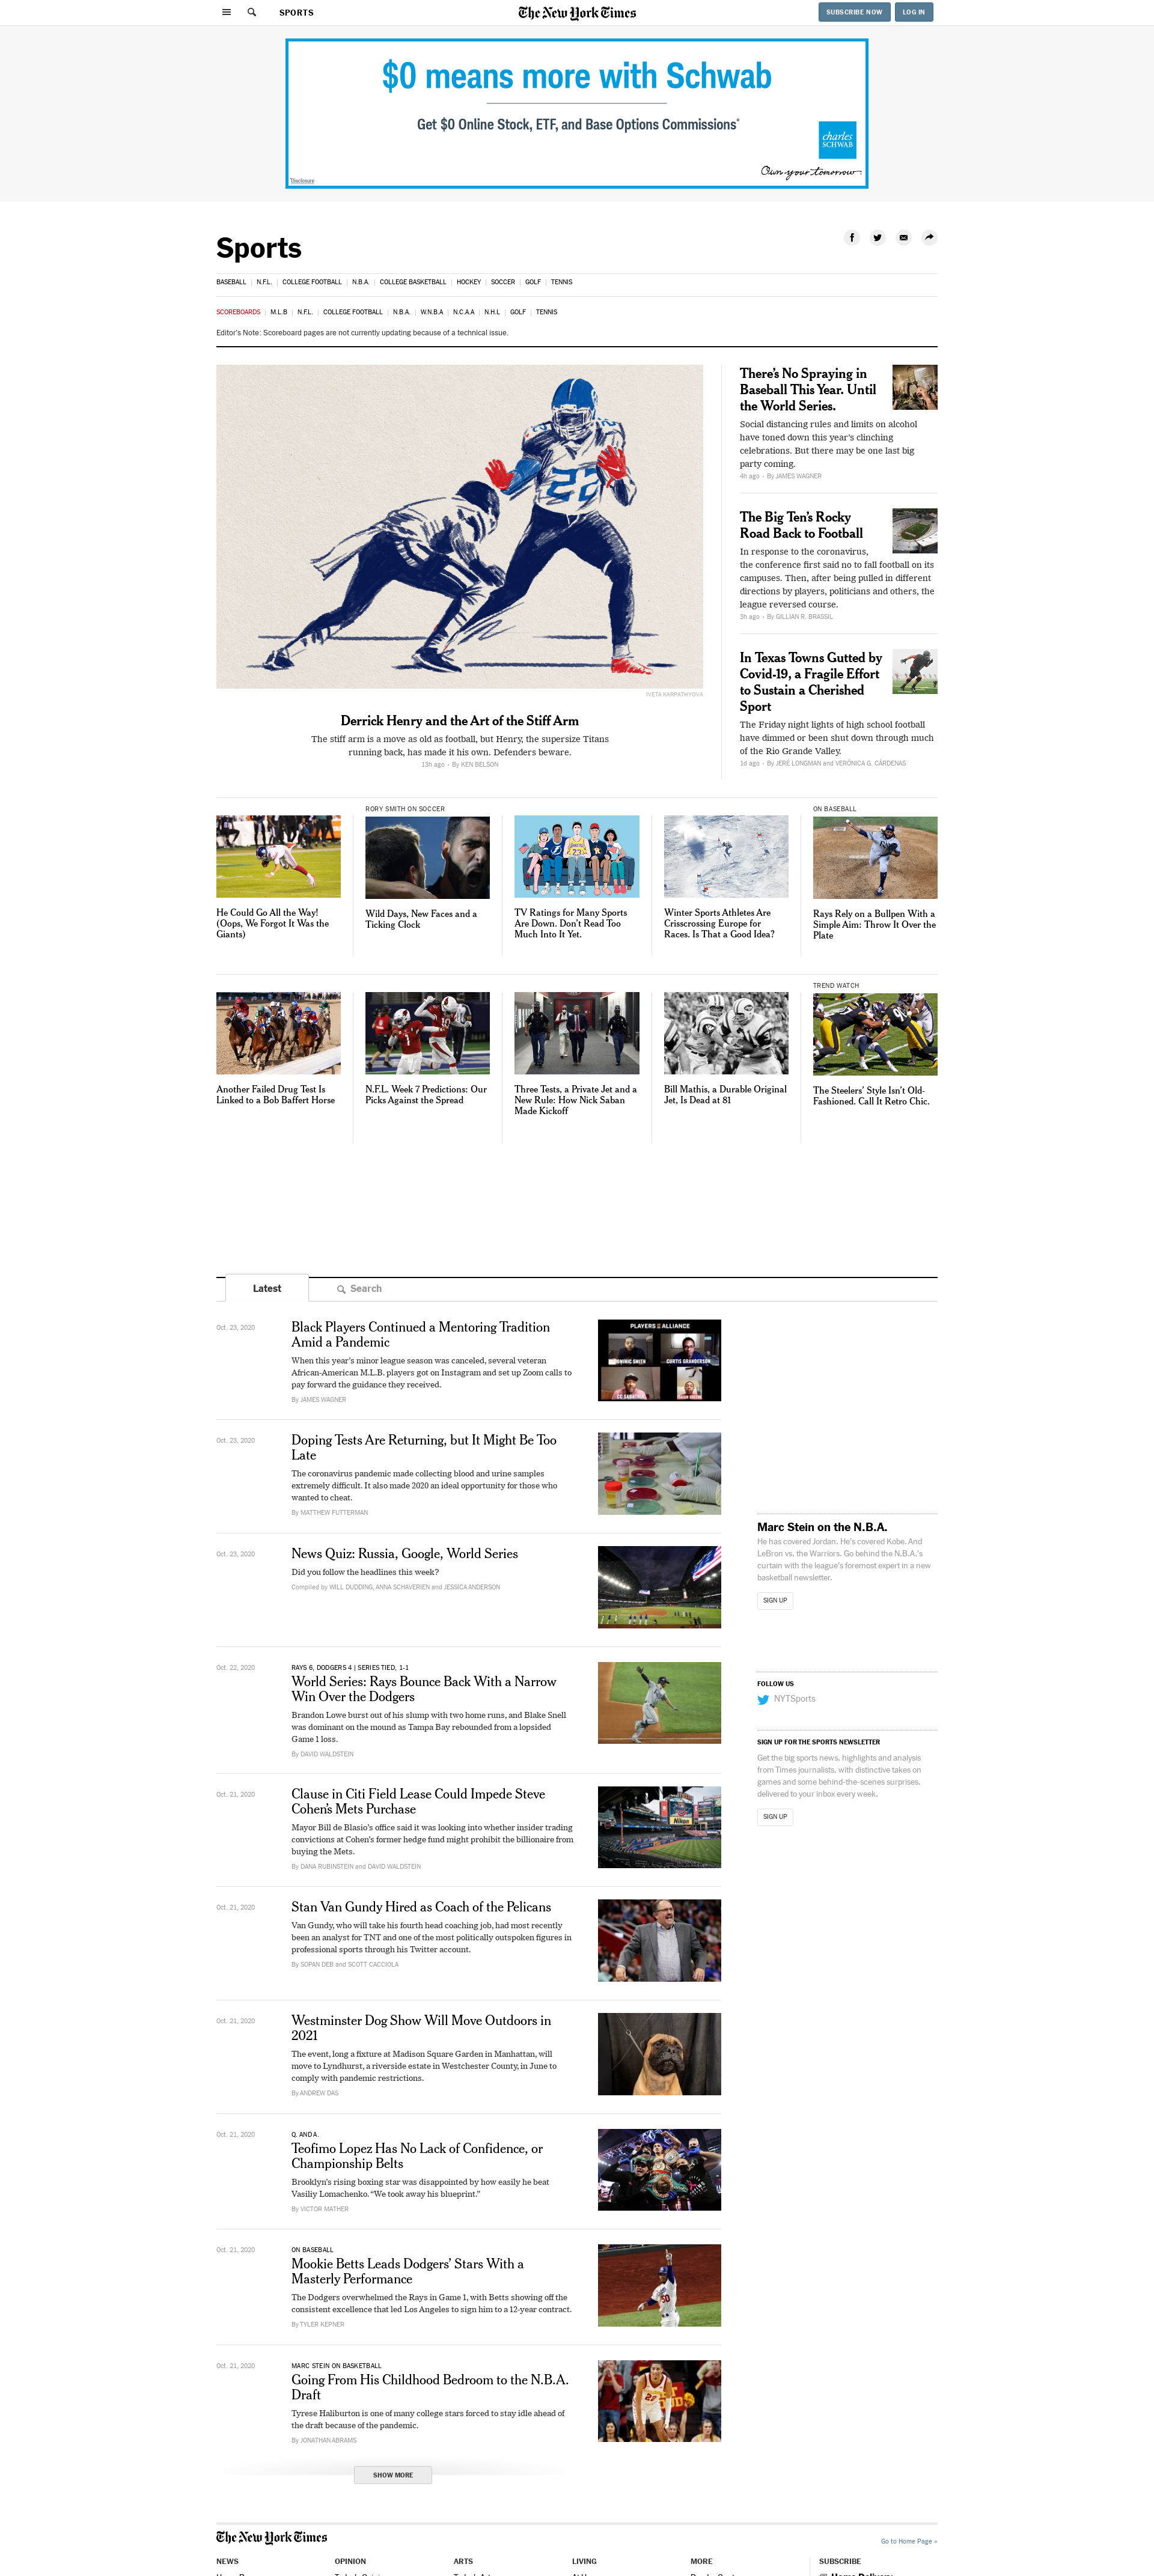 SPORTS
The New York Times
SUBSCRIBE NOW
LOG IN
$0 means more with Schwab
Get $0 Online Stock, ETF, and Base Options Commissions*
charles
SCHWAB
Own your tomorrow.
Disclosure
Sports
BASEBALL | N.F.L. | COLLEGE FOOTBALL | N.B.A. | COLLEGE BASKETBALL | HOCKEY | SOCCER | GOLF | TENNIS
SCOREBOARDS | M.L.B | N.F.L. | COLLEGE FOOTBALL | N.B.A. | W.N.B.A | N.C.A.A | N.H.L | GOLF | TENNIS
Editor's Note: Scoreboard pages are not currently updating because of a technical issue.
IVETA KARPATHYOVA
Derrick Henry and the Art of the Stiff Arm
The stiff arm is a move as old as football, but Henry, the supersize Titans
running back, has made it his own. Defenders beware.
13h ago • By KEN BELSON
There's No Spraying in
Baseball This Year. Until
the World Series.
Social distancing rules and limits on alcohol
have toned down this year's clinching
celebrations. But there may be one last big
party coming.
4h ago • By JAMES WAGNER
The Big Ten's Rocky
Road Back to Football
In response to the coronavirus,
the conference first said no to fall football on its
campuses. Then, after being pulled in different
directions by players, politicians and others, the
league reversed course.
3h ago • By GILLIAN R. BRASSIL
In Texas Towns Gutted by
Covid-19, a Fragile Effort
to Sustain a Cherished
Sport
The Friday night lights of high school football
have dimmed or been shut down through much
of the Rio Grande Valley.
1d ago • By JERÉ LONGMAN and VERÓNICA G. CÁRDENAS
He Could Go All the Way!
(Oops, We Forgot It Was the
Giants)
RORY SMITH ON SOCCER
Wild Days, New Faces and a
Ticking Clock
TV Ratings for Many Sports
Are Down. Don't Read Too
Much Into It Yet.
Winter Sports Athletes Are
Crisscrossing Europe for
Races. Is That a Good Idea?
ON BASEBALL
Rays Rely on a Bullpen With a
Simple Aim: Throw It Over the
Plate
Another Failed Drug Test Is
Linked to a Bob Baffert Horse
N.F.L. Week 7 Predictions: Our
Picks Against the Spread
Three Tests, a Private Jet and a
New Rule: How Nick Saban
Made Kickoff
Bill Mathis, a Durable Original
Jet, Is Dead at 81
TREND WATCH
The Steelers' Style Isn't Old-
Fashioned. Call It Retro Chic.
Latest
Search
Oct. 23, 2020
Black Players Continued a Mentoring Tradition
Amid a Pandemic
When this year's minor league season was canceled, several veteran
African-American M.L.B. players got on Instagram and set up Zoom calls to
pay forward the guidance they received.
By JAMES WAGNER
PLAYERS ALLIANCE
DOMINIC SMITH
CURTIS GRANDERSON
CC SABATHIA
Oct. 23, 2020
Doping Tests Are Returning, but It Might Be Too
Late
The coronavirus pandemic made collecting blood and urine samples
extremely difficult. It also made 2020 an ideal opportunity for those who
wanted to cheat.
By MATTHEW FUTTERMAN
Oct. 23, 2020
News Quiz: Russia, Google, World Series
Did you follow the headlines this week?
Compiled by WILL DUDDING, ANNA SCHAVERIEN and JESSICA ANDERSON
Oct. 22, 2020
RAYS 6, DODGERS 4 | SERIES TIED, 1-1
World Series: Rays Bounce Back With a Narrow
Win Over the Dodgers
Brandon Lowe burst out of his slump with two home runs, and Blake Snell
was dominant on the mound as Tampa Bay rebounded from a lopsided
Game 1 loss.
By DAVID WALDSTEIN
Oct. 21, 2020
Clause in Citi Field Lease Could Impede Steve
Cohen's Mets Purchase
Mayor Bill de Blasio's office said it was looking into whether insider trading
convictions at Cohen's former hedge fund might prohibit the billionaire from
buying the Mets.
By DANA RUBINSTEIN and DAVID WALDSTEIN
Nikon
Oct. 21, 2020
Stan Van Gundy Hired as Coach of the Pelicans
Van Gundy, who will take his fourth head coaching job, had most recently
been an analyst for TNT and one of the most politically outspoken figures in
professional sports through his Twitter account.
By SOPAN DEB and SCOTT CACCIOLA
Oct. 21, 2020
Westminster Dog Show Will Move Outdoors in
2021
The event, long a fixture at Madison Square Garden in Manhattan, will
move to Lyndhurst, a riverside estate in Westchester County, in June to
comply with pandemic restrictions.
By ANDREW DAS
Oct. 21, 2020
Q. AND A.
Teofimo Lopez Has No Lack of Confidence, or
Championship Belts
Brooklyn's rising boxing star was disappointed by how easily he beat
Vasiliy Lomachenko. "We took away his blueprint."
By VICTOR MATHER
Oct. 21, 2020
ON BASEBALL
Mookie Betts Leads Dodgers' Stars With a
Masterly Performance
The Dodgers overwhelmed the Rays in Game 1, with Betts showing off the
consistent excellence that led Los Angeles to sign him to a 12-year contract.
By TYLER KEPNER
50
Oct. 21, 2020
MARC STEIN ON BASKETBALL
Going From His Childhood Bedroom to the N.B.A.
Draft
Tyrese Haliburton is one of many college stars forced to stay idle ahead of
the draft because of the pandemic.
By JONATHAN ABRAMS
SHOW MORE
Marc Stein on the N.B.A.
He has covered Jordan. He's covered Kobe. And
LeBron vs. the Warriors. Go behind the N.B.A.'s
curtain with the league's foremost expert in a new
basketball newsletter.
SIGN UP
FOLLOW US
NYTSports
SIGN UP FOR THE SPORTS NEWSLETTER
Get the big sports news, highlights and analysis
from Times journalists, with distinctive takes on
games and some behind-the-scenes surprises,
delivered to your inbox every week.
SIGN UP
The New York Times
Go to Home Page »
NEWS
OPINION
ARTS
LIVING
MORE
SUBSCRIBE